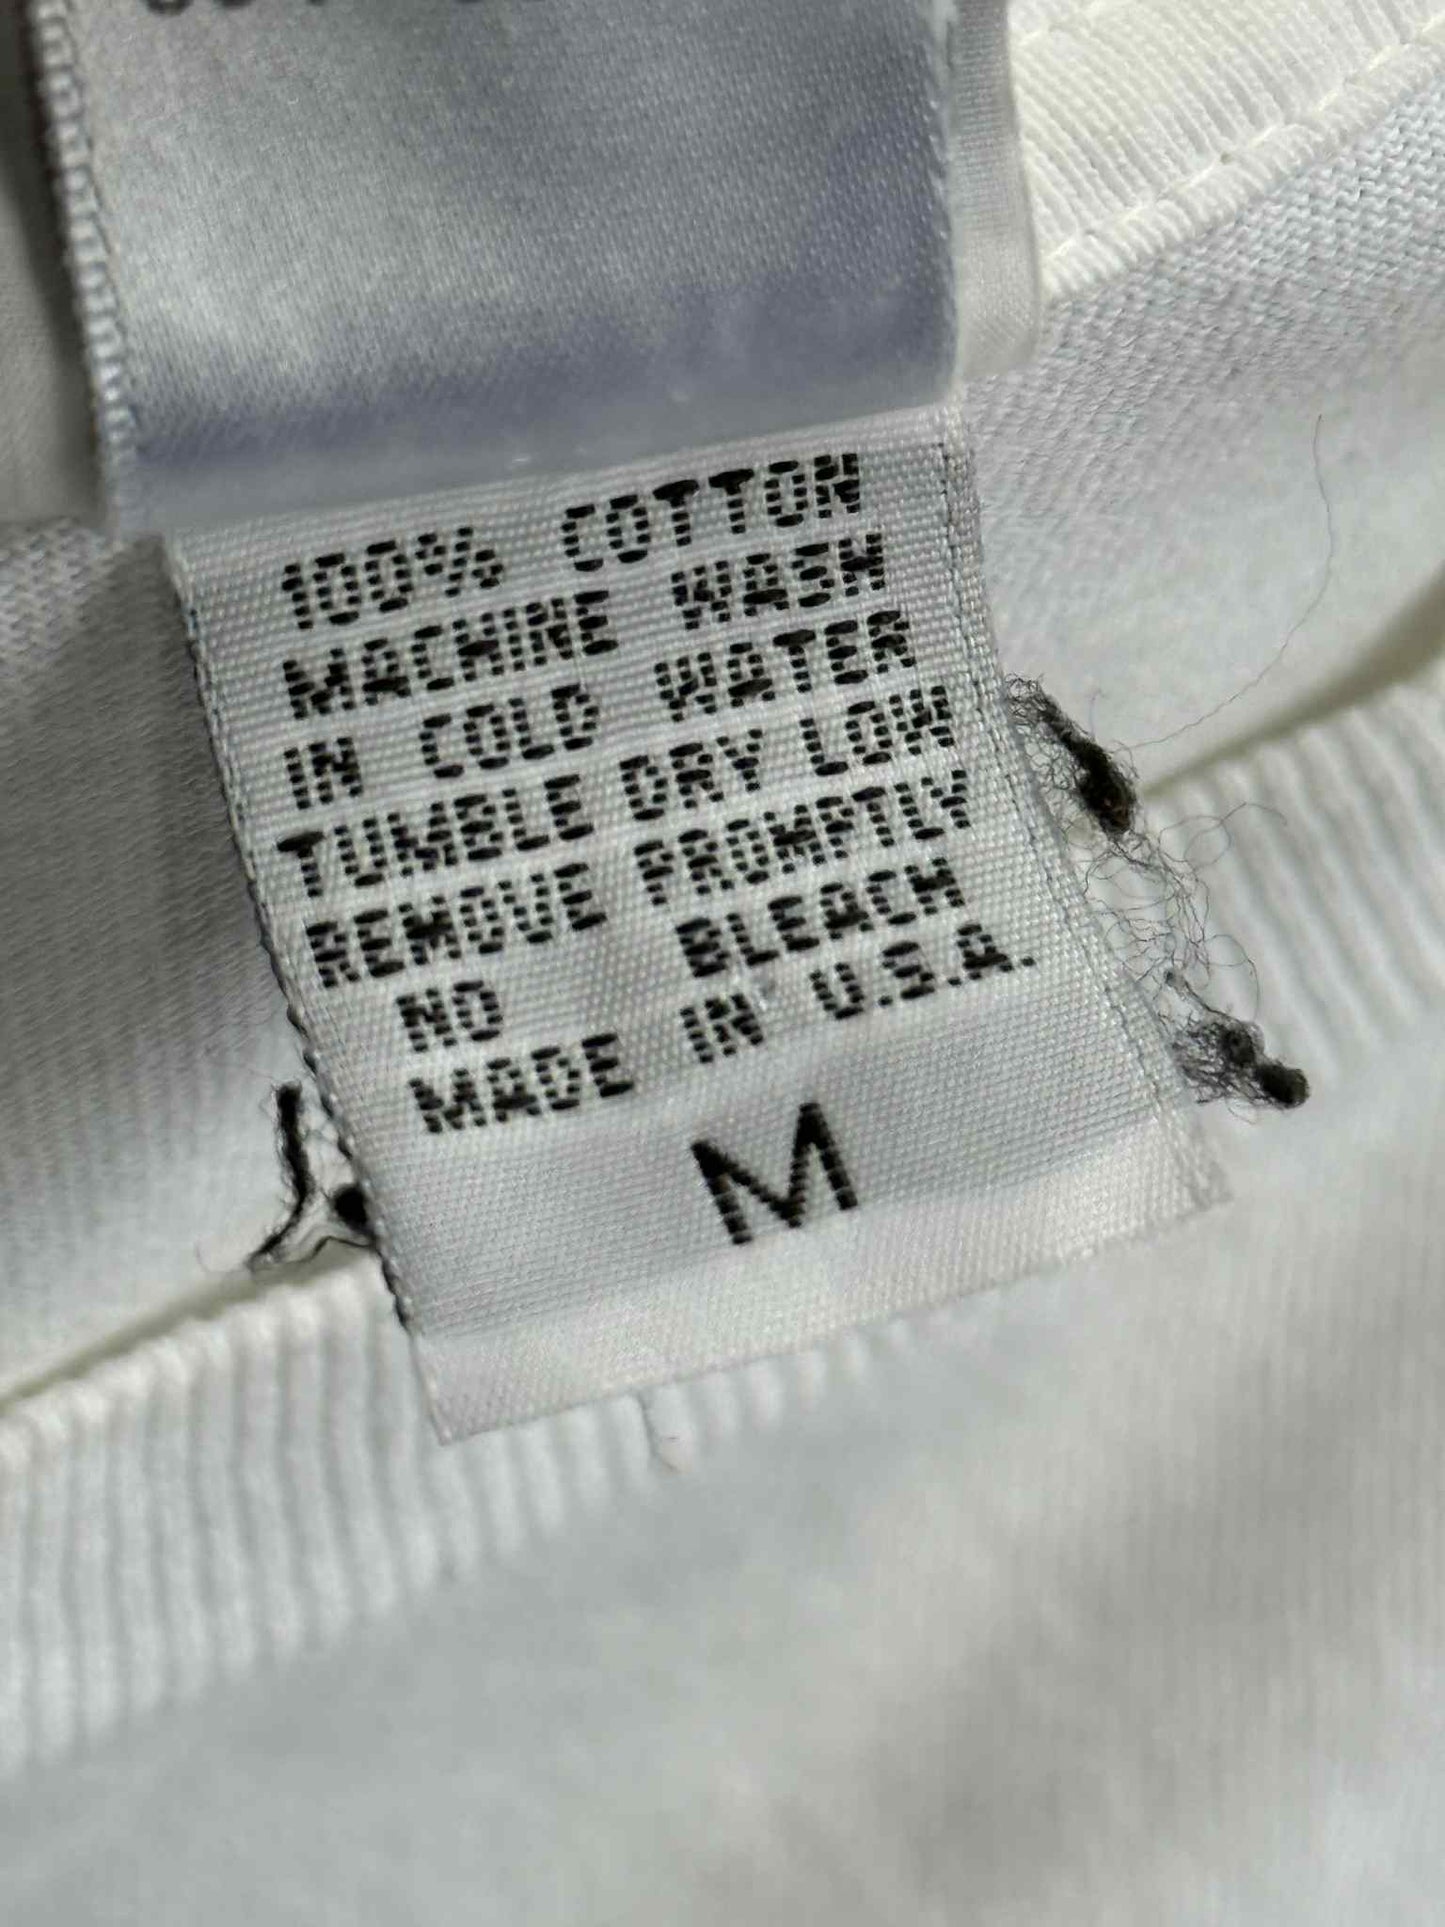 100% COTTON
MACHINE WASH
IN COLD WATER
TUMBLE DRY LOW
REMOVE PROMPTLY
NO BLEACH
MADE IN U.S.A.
M